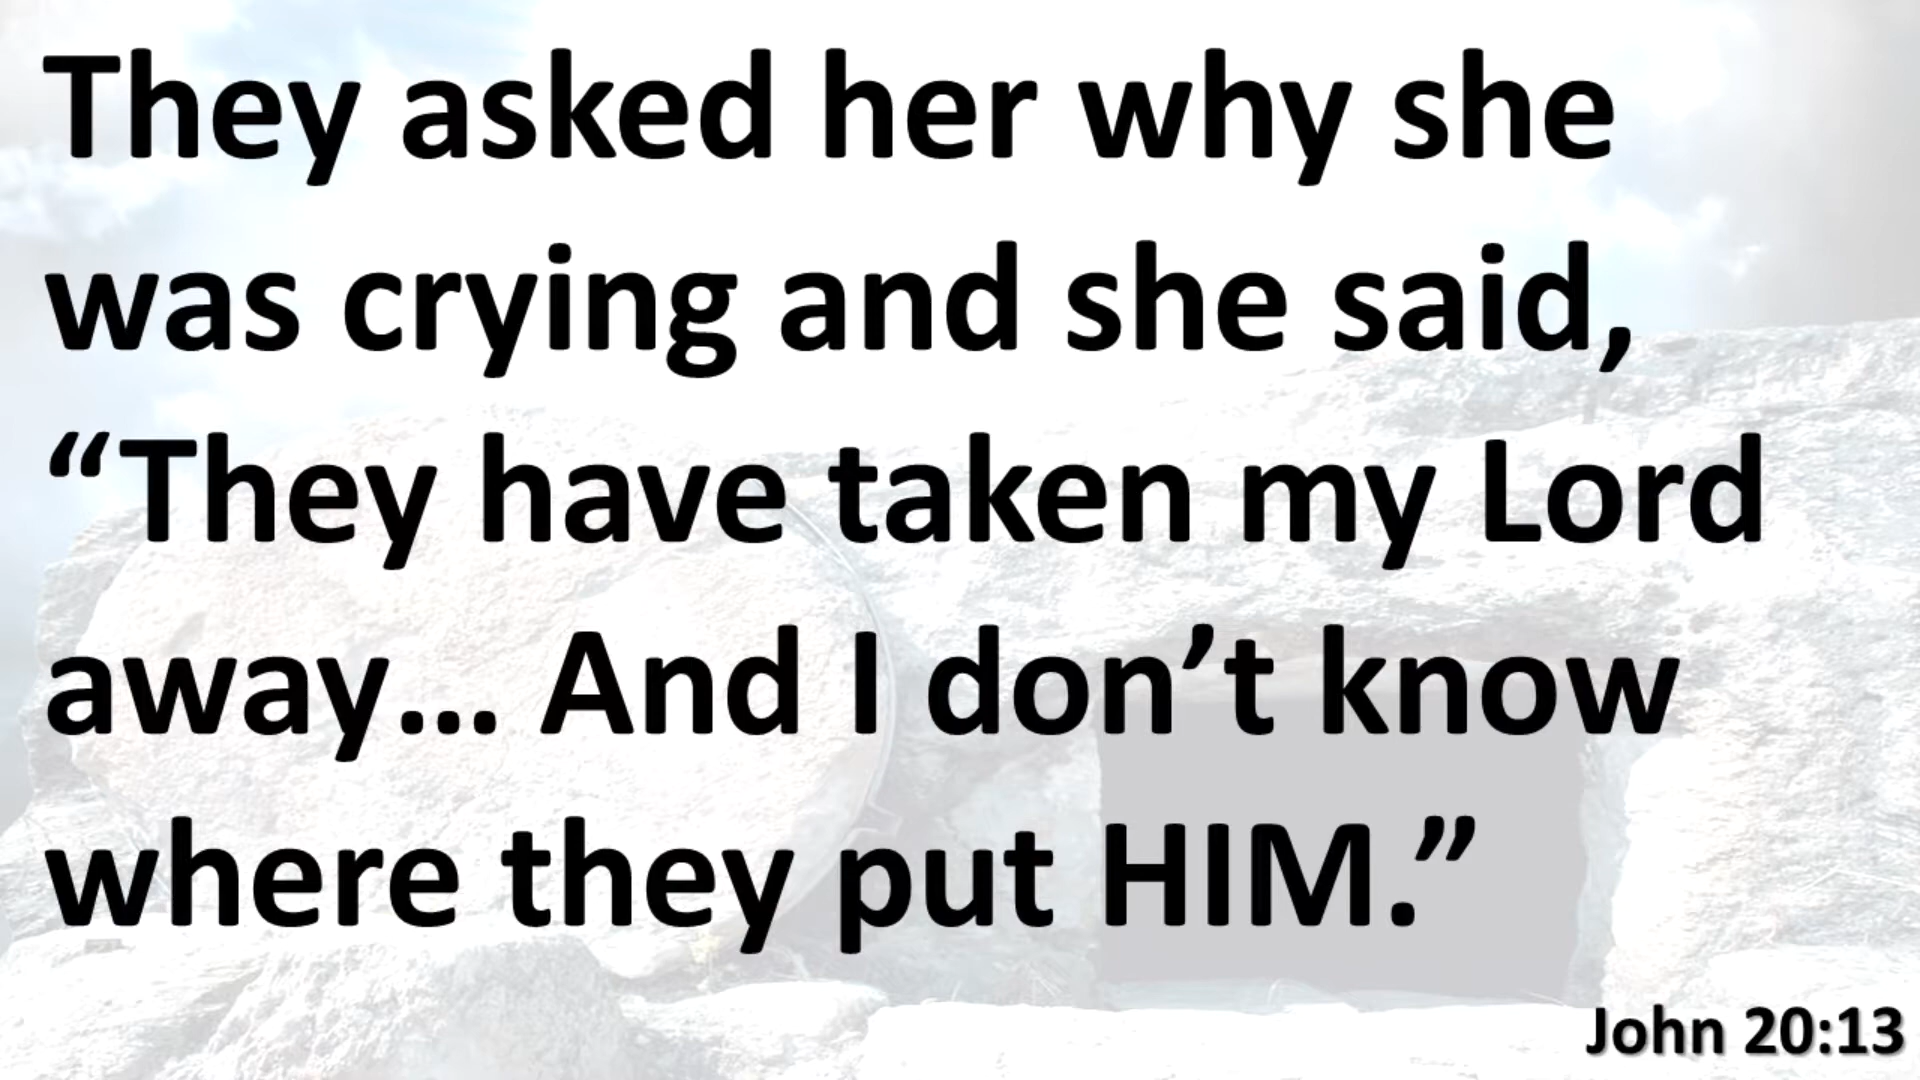 They asked her why she
was crying and she said,
“They have taken my Lord
away… And I don’t know
where they put HIM.”
John 20:13